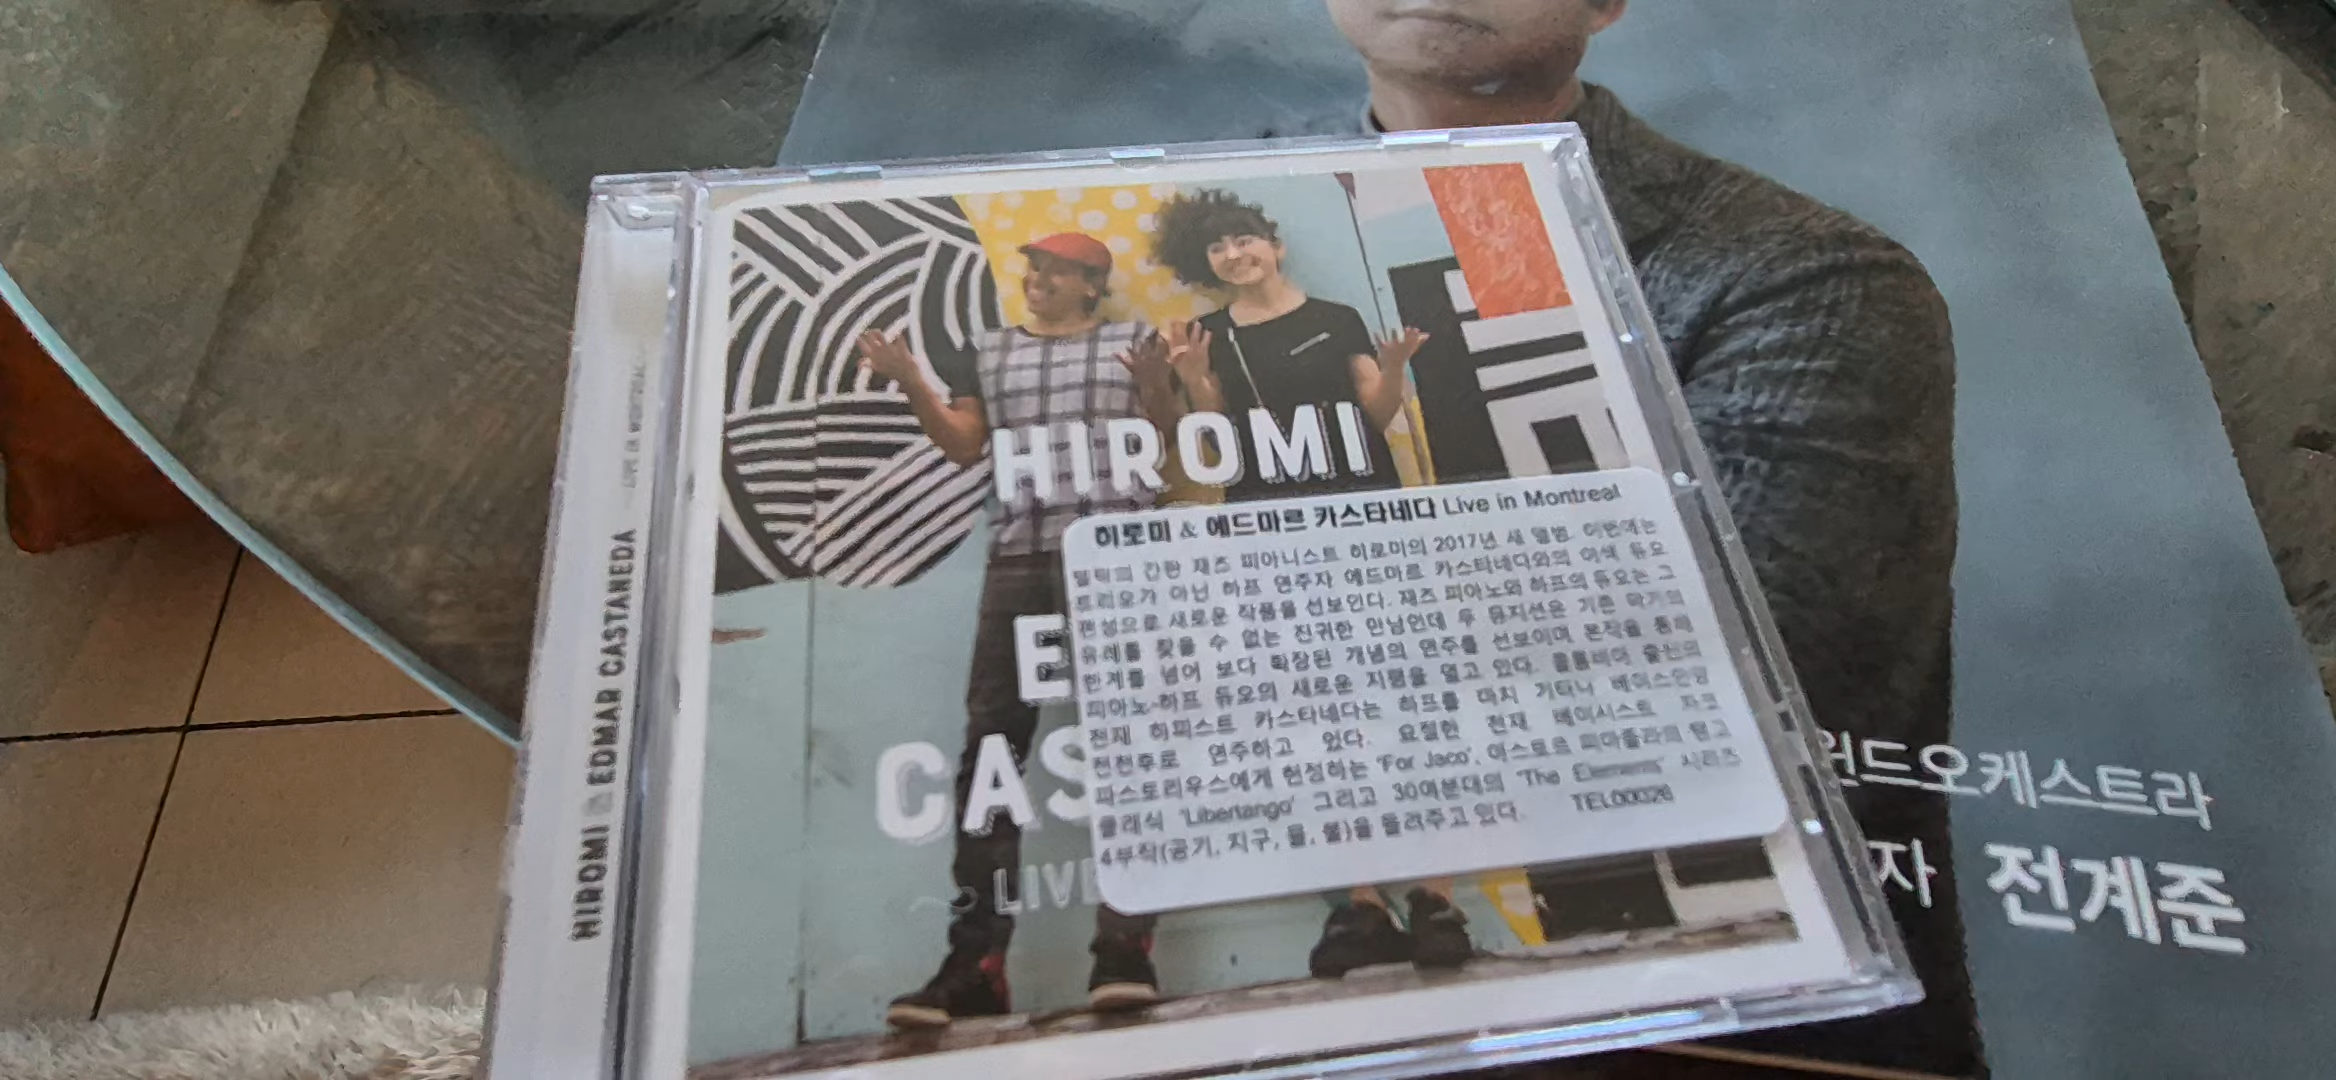 HIROMI & EDMAR CASTANEDA LIVE IN MONTREAL
HIROMI
E
CAS
LIVE
히로미 & 에드마르 카스타네다 Live in Montreal
텔락의 간판 재즈 피아니스트 히로미의 2017년 새 앨범. 이번에는
트리오가 아닌 하프 연주자 에드마르 카스타네다와의 이색 듀오
편성으로 새로운 작품을 선보인다. 재즈 피아노와 하프의 듀오는 그
유례를 찾을 수 없는 진귀한 만남인데 두 뮤지션은 기존 악기의
한계를 넘어 보다 확장된 개념의 연주를 선보이며 본작을 통해
피아노-하프 듀오의 새로운 지평을 열고 있다. 콜롬비아 출신의
천재 하피스트 카스타네다는 하프를 마치 기타나 베이스인양
전천후로 연주하고 있다. 요절한 천재 베이시스트 자코
파스토리우스에게 헌정하는 'For Jaco', 아스토르 피아졸라의 탱고
클래식 'Libertango' 그리고 30여분대의 'The Elements' 시리즈
4부작(공기, 지구, 물, 불)을 들려주고 있다. TEL00026
윈드오케스트라
자 전계준